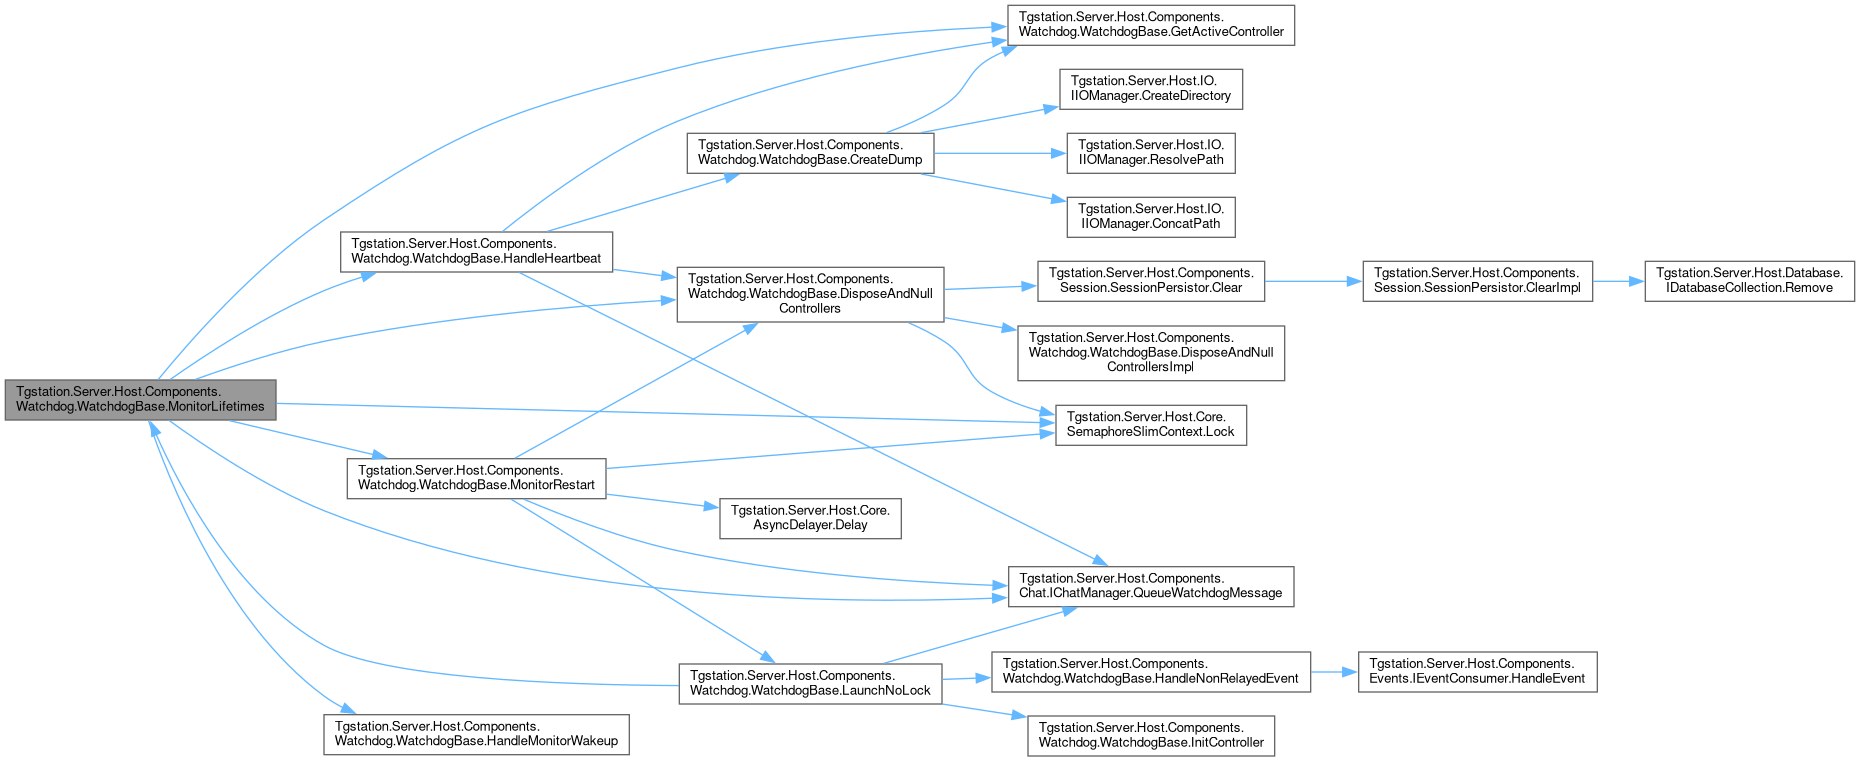 Tgstation.Server.Host.Components.
Watchdog.WatchdogBase.MonitorLifetimes
Tgstation.Server.Host.Components.
Watchdog.WatchdogBase.HandleHeartbeat
Tgstation.Server.Host.Components.
Watchdog.WatchdogBase.MonitorRestart
Tgstation.Server.Host.Components.
Watchdog.WatchdogBase.HandleMonitorWakeup
Tgstation.Server.Host.Components.
Watchdog.WatchdogBase.CreateDump
Tgstation.Server.Host.Components.
Watchdog.WatchdogBase.DisposeAndNull
Controllers
Tgstation.Server.Host.Core.
AsyncDelayer.Delay
Tgstation.Server.Host.Components.
Watchdog.WatchdogBase.LaunchNoLock
Tgstation.Server.Host.Components.
Watchdog.WatchdogBase.GetActiveController
Tgstation.Server.Host.IO.
IIOManager.CreateDirectory
Tgstation.Server.Host.IO.
IIOManager.ResolvePath
Tgstation.Server.Host.IO.
IIOManager.ConcatPath
Tgstation.Server.Host.Components.
Session.SessionPersistor.Clear
Tgstation.Server.Host.Components.
Watchdog.WatchdogBase.DisposeAndNull
ControllersImpl
Tgstation.Server.Host.Core.
SemaphoreSlimContext.Lock
Tgstation.Server.Host.Components.
Chat.IChatManager.QueueWatchdogMessage
Tgstation.Server.Host.Components.
Watchdog.WatchdogBase.HandleNonRelayedEvent
Tgstation.Server.Host.Components.
Watchdog.WatchdogBase.InitController
Tgstation.Server.Host.Components.
Session.SessionPersistor.ClearImpl
Tgstation.Server.Host.Components.
Events.IEventConsumer.HandleEvent
Tgstation.Server.Host.Database.
IDatabaseCollection.Remove